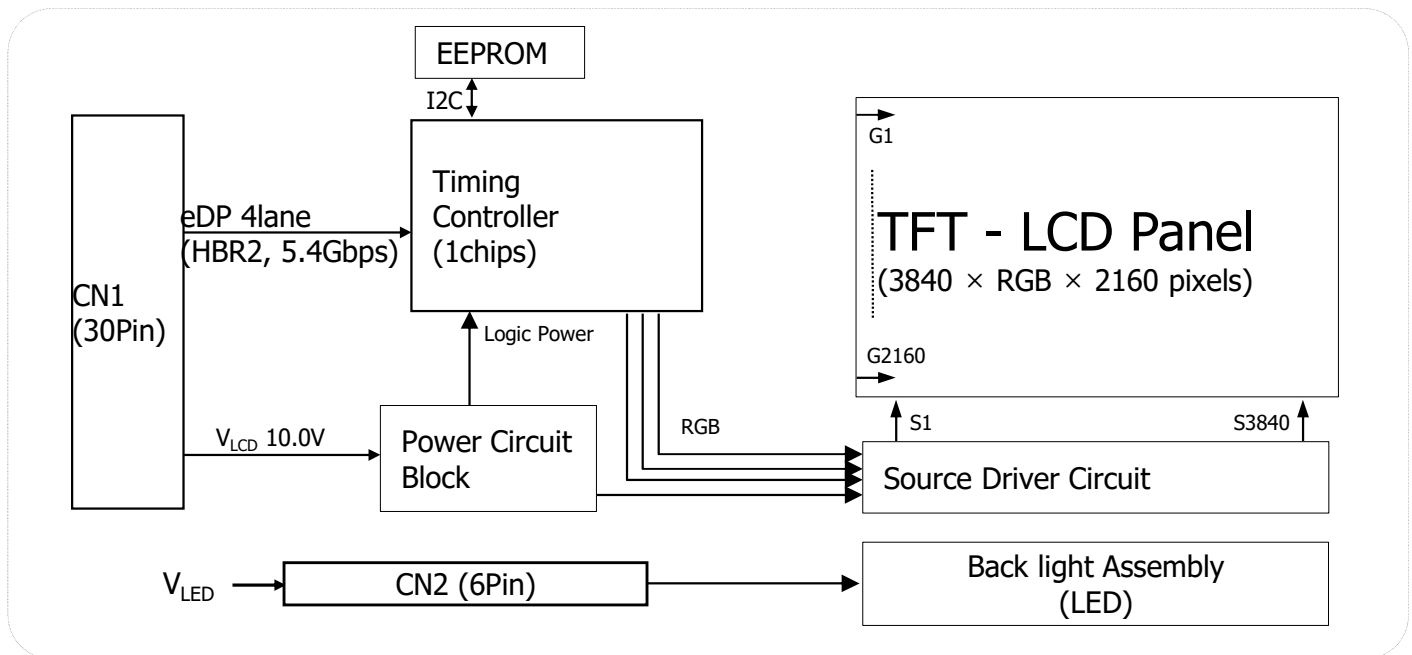 EEPROM
I2C
Timing
Controller
(1chips)
eDP 4lane
(HBR2, 5.4Gbps)
CN1
(30Pin)
Logic Power
V_LCD 10.0V
Power Circuit
Block
RGB
G1
TFT - LCD Panel
(3840 × RGB × 2160 pixels)
G2160
S1
S3840
Source Driver Circuit
V_LED
CN2 (6Pin)
Back light Assembly
(LED)